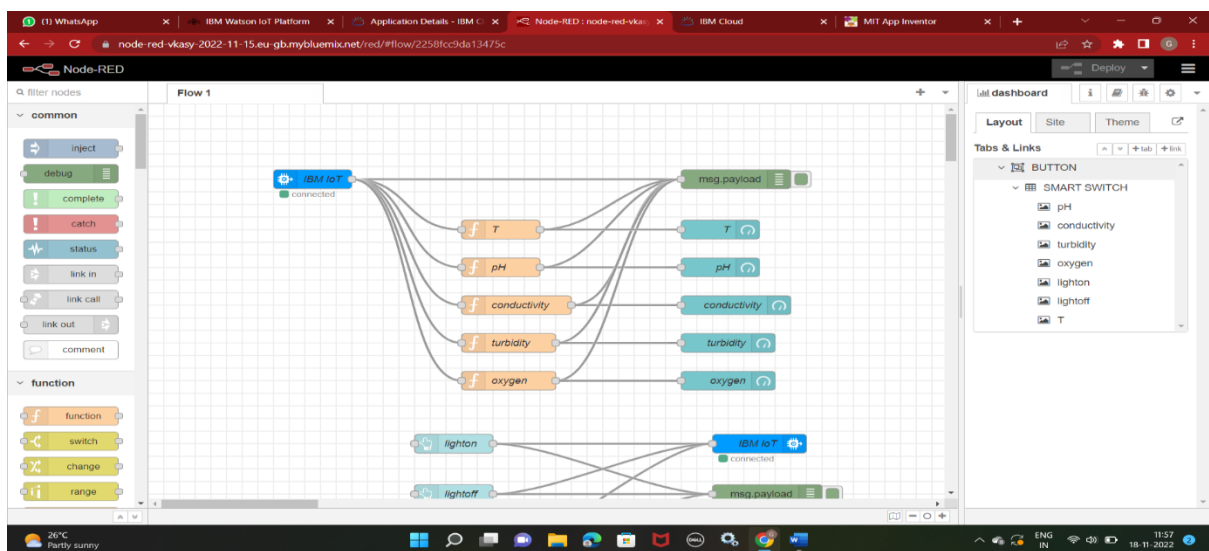 (1) WhatsApp
IBM Watson IoT Platform
Application Details - IBM Cl
Node-RED : node-red-vkasy
IBM Cloud
MIT App Inventor
node-red-vkasy-2022-11-15.eu-gb.mybluemix.net/red/#flow/2258fcc9da13475c
G
Node-RED
Deploy
filter nodes
Flow 1
dashboard
common
Layout Site Theme
Tabs & Links
+tab +link
inject
debug
complete
catch
status
link in
link call
link out
comment
function
f function
switch
change
range
IBM IoT
connected
msg.payload
f T
T
f pH
pH
f conductivity
conductivity
f turbidity
turbidity
f oxygen
oxygen
lighton
IBM IoT
connected
lightoff
msg.payload
BUTTON
SMART SWITCH
pH
conductivity
turbidity
oxygen
lighton
lightoff
T
26°C
Partly sunny
ENG
IN
11:57
18-11-2022
2